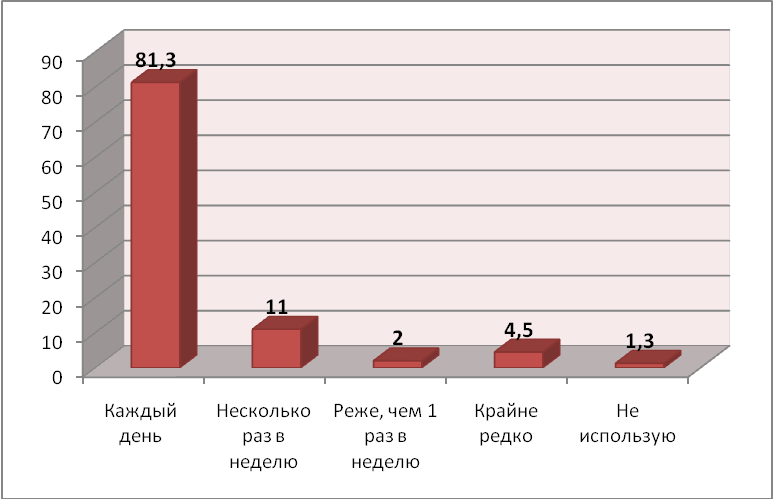 90
80
70
60
50
40
30
20
10
0
81,3
11
2
4,5
1,3
Каждый
день
Несколько
раз в
неделю
Реже, чем 1
раз в
неделю
Крайне
редко
Не
использую